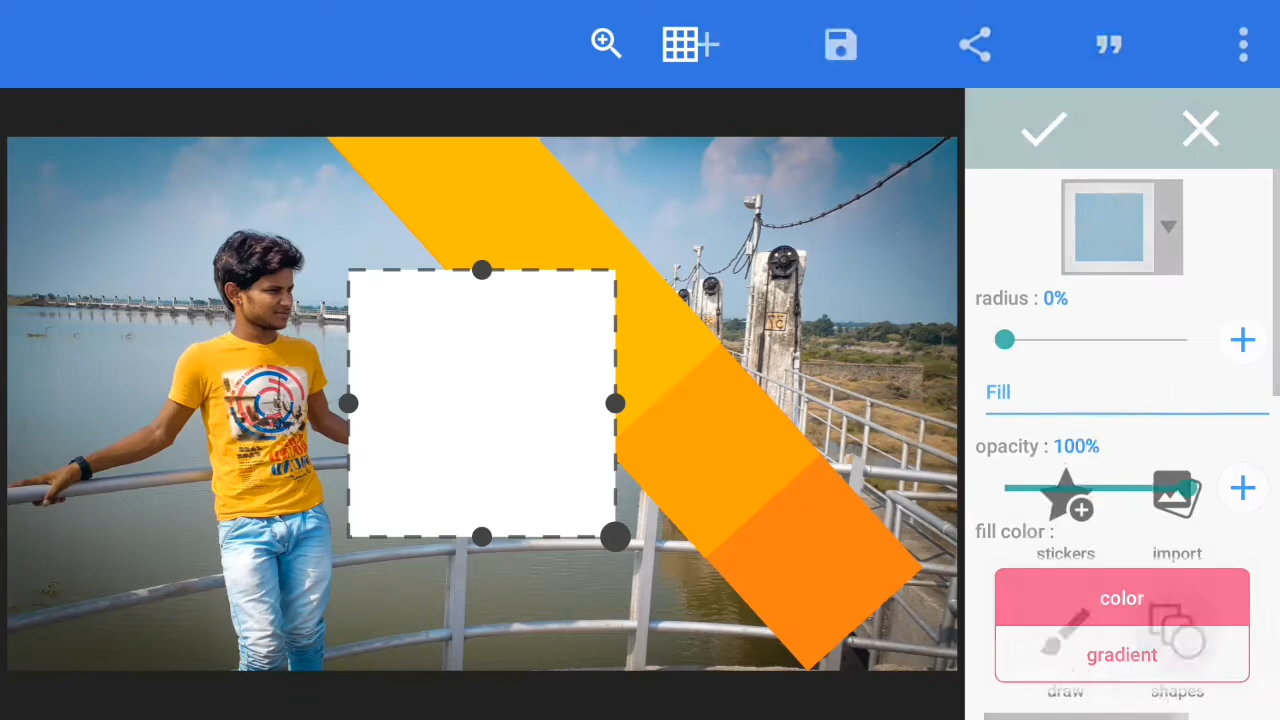 radius : 0%
Fill
opacity : 100%
fill color :
stickers
import
color
gradient
draw
shapes